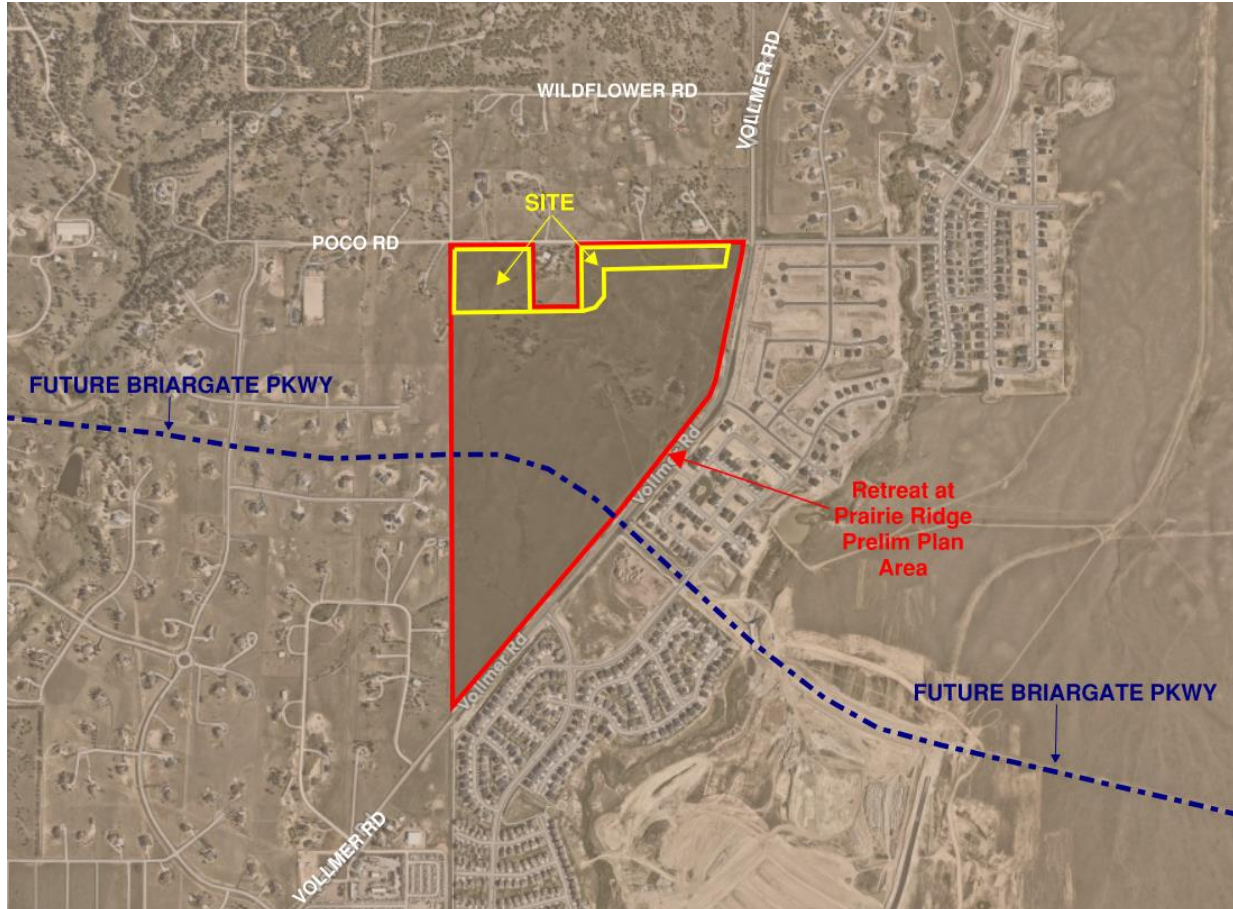 WILDFLOWER RD
VOLLMER RD
SITE
POCO RD
FUTURE BRIARGATE PKWY
Vollmer Rd
Retreat at
Prairie Ridge
Prelim Plan
Area
Vollmer Rd
FUTURE BRIARGATE PKWY
VOLLMER RD